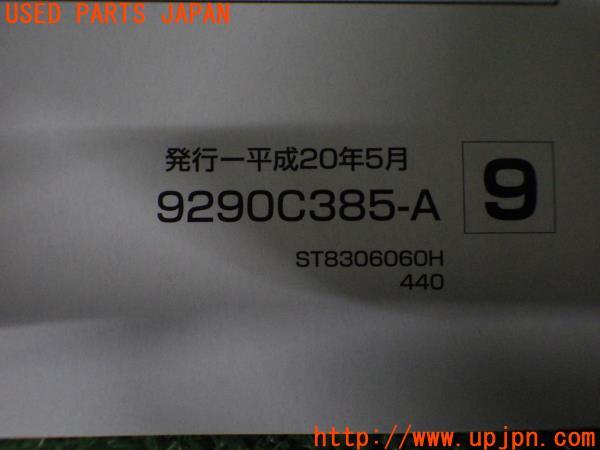 USED PARTS JAPAN
発行ー平成20年5月
9290C385-A
9
ST8306060H
440
http://www.upjpn.com/